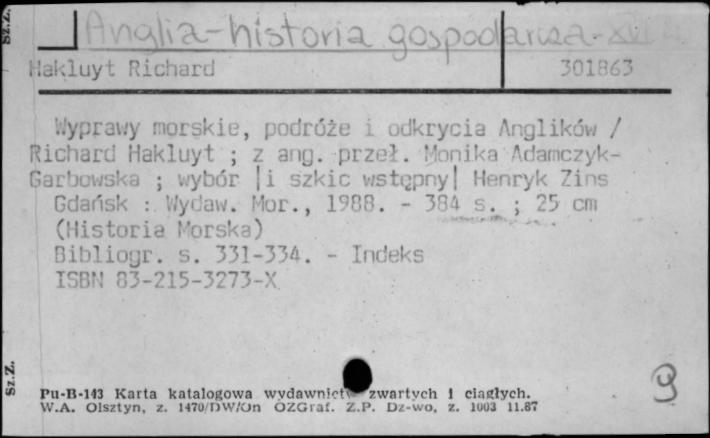 Sz.Z.
Anglia-historia gospodarcza-
Hakluyt Richard 301863
Wyprawy morskie, podróże i odkrycia Anglików /
Richard Hakluyt ; z ang. przeł. Monika Adamczyk-
Garbowska ; wybór |i szkic wstępny| Henryk Zins
Gdańsk : Wydaw. Mor., 1988. - 384 s. ; 25 cm
(Historia Morska)
Bibliogr. s. 331-334. - Indeks
ISBN 83-215-3273-X
Sz.Z.
Pu-B-143 Karta katalogowa wydawnictw zwartych i ciągłych.
W.A. Olsztyn, z. 1470/DW/On OZGraf. Z.P. Dz-wo, z. 1003 11.87